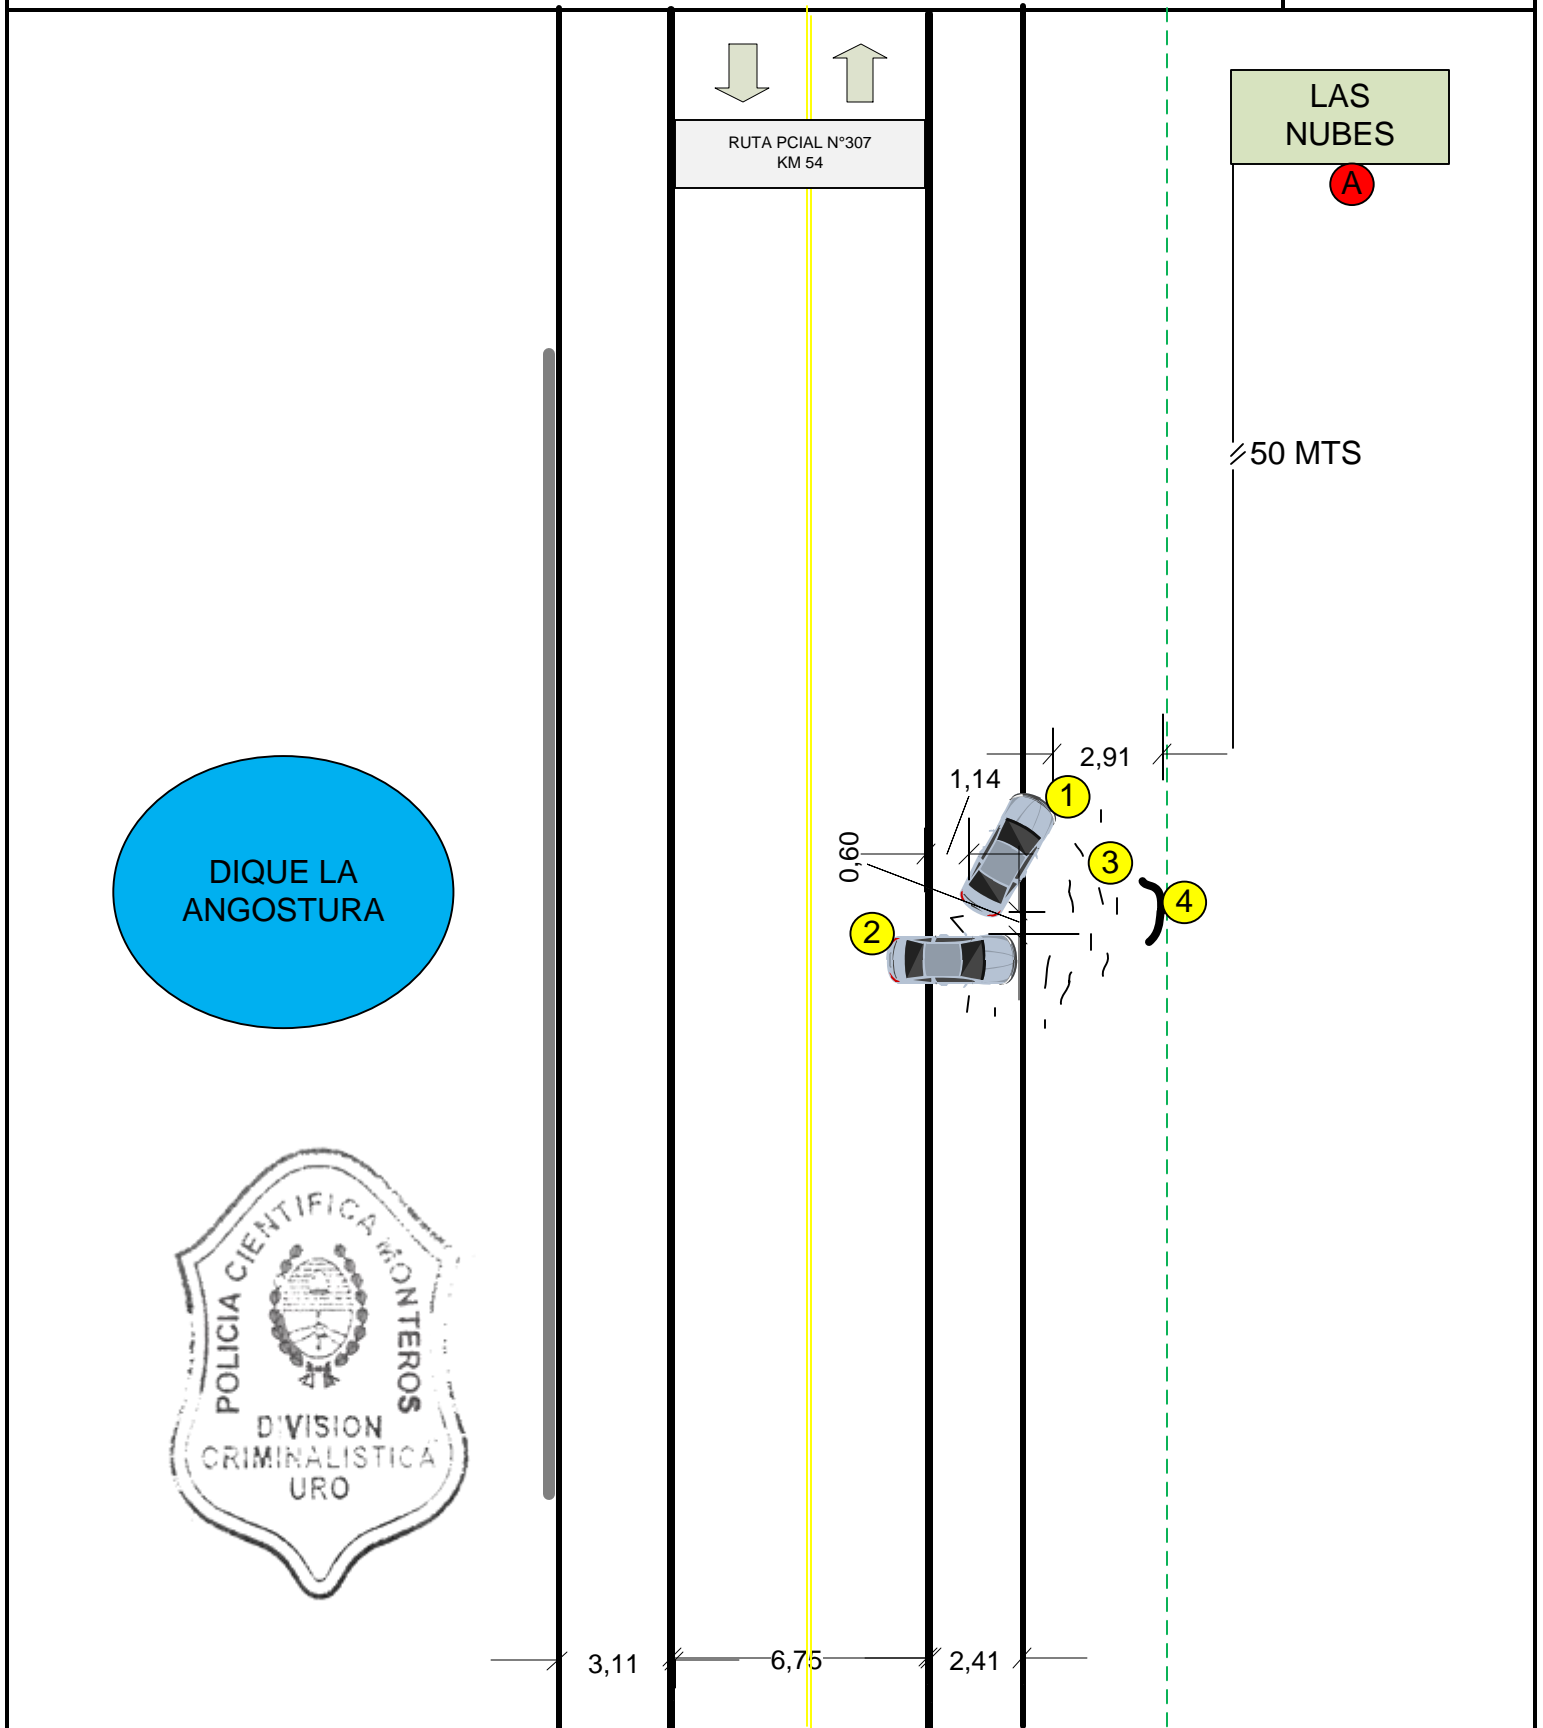 LAS
NUBES
A
RUTA PCIAL N°307
KM 54
50 MTS
2,91
1,14
1
0,60
3
4
2
DIQUE LA
ANGOSTURA
POLICIA CIENTIFICA MONTEROS
DIVISION
CRIMINALISTICA
URO
3,11
6,75
2,41